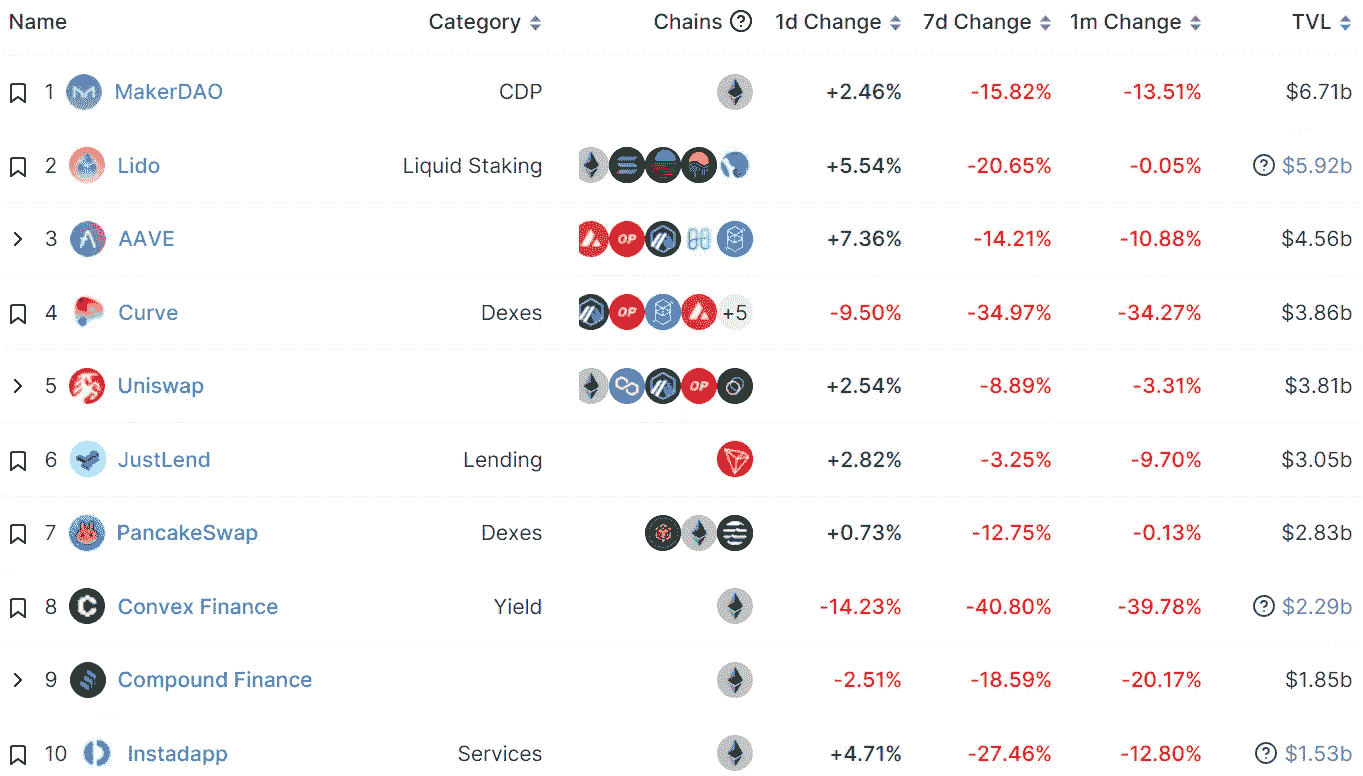 Name Category Chains ? 1d Change 7d Change 1m Change TVL
1 MakerDAO CDP +2.46% -15.82% -13.51% $6.71b
2 Lido Liquid Staking +5.54% -20.65% -0.05% ? $5.92b
3 AAVE OP +7.36% -14.21% -10.88% $4.56b
4 Curve Dexes OP +5 -9.50% -34.97% -34.27% $3.86b
5 Uniswap OP +2.54% -8.89% -3.31% $3.81b
6 JustLend Lending +2.82% -3.25% -9.70% $3.05b
7 PancakeSwap Dexes +0.73% -12.75% -0.13% $2.83b
8 Convex Finance Yield -14.23% -40.80% -39.78% ? $2.29b
9 Compound Finance -2.51% -18.59% -20.17% $1.85b
10 Instadapp Services +4.71% -27.46% -12.80% ? $1.53b